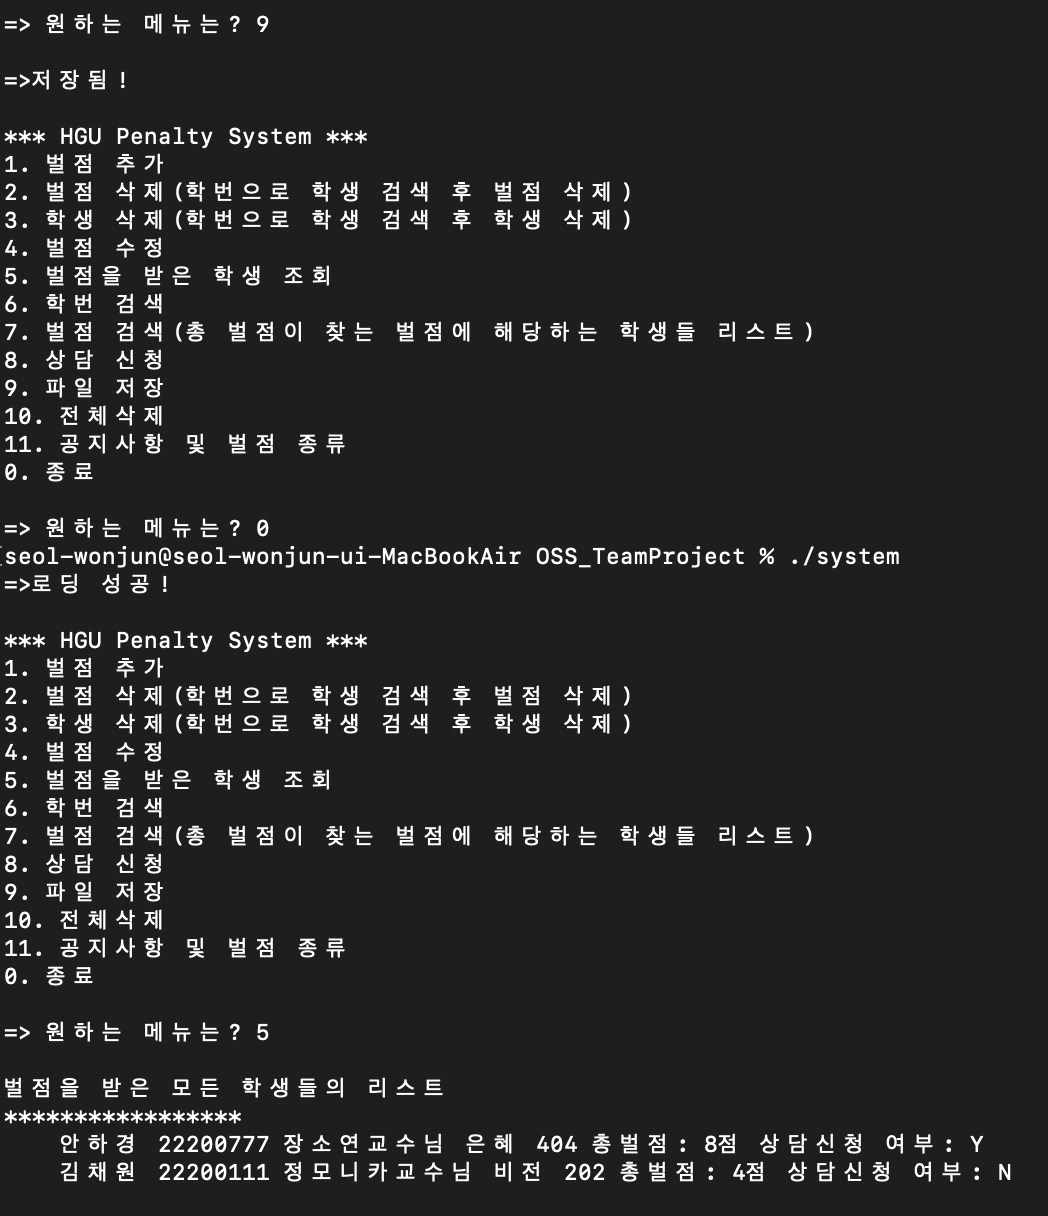 => 원하는 메뉴는? 9
=>저장됨!
*** HGU Penalty System ***
1. 벌점 추가
2. 벌점 삭제(학번으로 학생 검색 후 벌점 삭제)
3. 학생 삭제(학번으로 학생 검색 후 학생 삭제)
4. 벌점 수정
5. 벌점을 받은 학생 조회
6. 학번 검색
7. 벌점 검색(총 벌점이 찾는 벌점에 해당하는 학생들 리스트)
8. 상담 신청
9. 파일 저장
10. 전체삭제
11. 공지사항 및 벌점 종류
0. 종료
=> 원하는 메뉴는? 0
seol-wonjun@seol-wonjun-ui-MacBookAir OSS_TeamProject % ./system
=>로딩 성공!
*** HGU Penalty System ***
1. 벌점 추가
2. 벌점 삭제(학번으로 학생 검색 후 벌점 삭제)
3. 학생 삭제(학번으로 학생 검색 후 학생 삭제)
4. 벌점 수정
5. 벌점을 받은 학생 조회
6. 학번 검색
7. 벌점 검색(총 벌점이 찾는 벌점에 해당하는 학생들 리스트)
8. 상담 신청
9. 파일 저장
10. 전체삭제
11. 공지사항 및 벌점 종류
0. 종료
=> 원하는 메뉴는? 5
벌점을 받은 모든 학생들의 리스트
*****************
안하경 22200777 장소연교수님 은혜 404 총벌점: 8점 상담신청 여부: Y
김채원 22200111 정모니카교수님 비전 202 총벌점: 4점 상담신청 여부: N